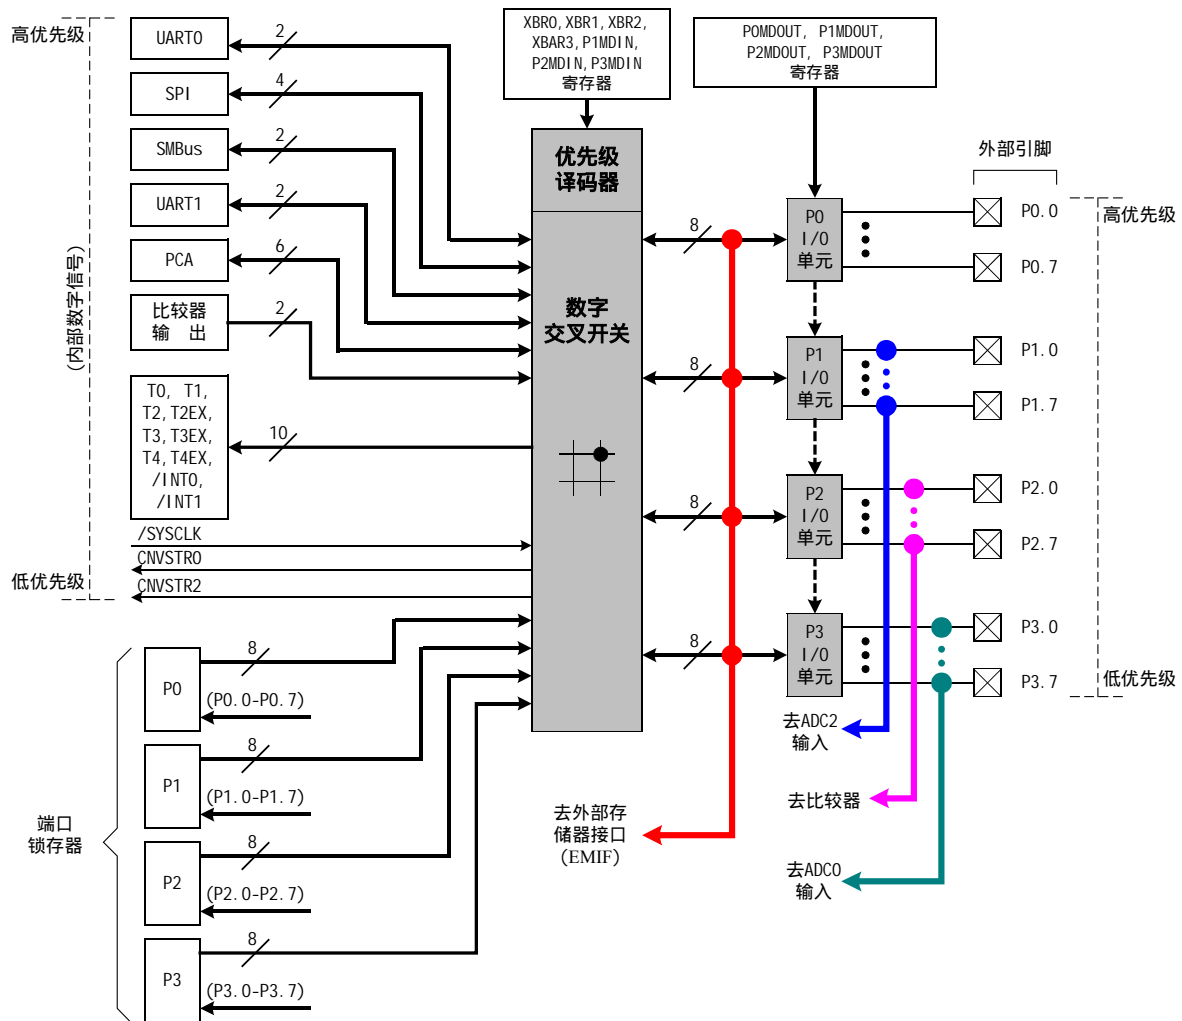 高优先级
UART0
2
SPI
4
SMBus
2
UART1
2
PCA
6
比较器
输 出
2
T0, T1,
T2, T2EX,
T3, T3EX,
T4, T4EX,
/INT0,
/INT1
10
(内部数字信号)
/SYSCLK
CNVSTR0
CNVSTR2
低优先级
XBR0, XBR1, XBR2,
XBAR3, P1MDIN,
P2MDIN, P3MDIN
寄存器
P0MDOUT, P1MDOUT,
P2MDOUT, P3MDOUT
寄存器
优先级
译码器
数字
交叉开关
8
8
8
8
P0
I/O
单元
P1
I/O
单元
P2
I/O
单元
P3
I/O
单元
外部引脚
P0.0
P0.7
P1.0
P1.7
P2.0
P2.7
P3.0
P3.7
高优先级
低优先级
去ADC2
输入
去比较器
去ADC0
输入
去外部存
储器接口
(EMIF)
端口
锁存器
P0
8
(P0.0-P0.7)
P1
8
(P1.0-P1.7)
P2
8
(P2.0-P2.7)
P3
8
(P3.0-P3.7)